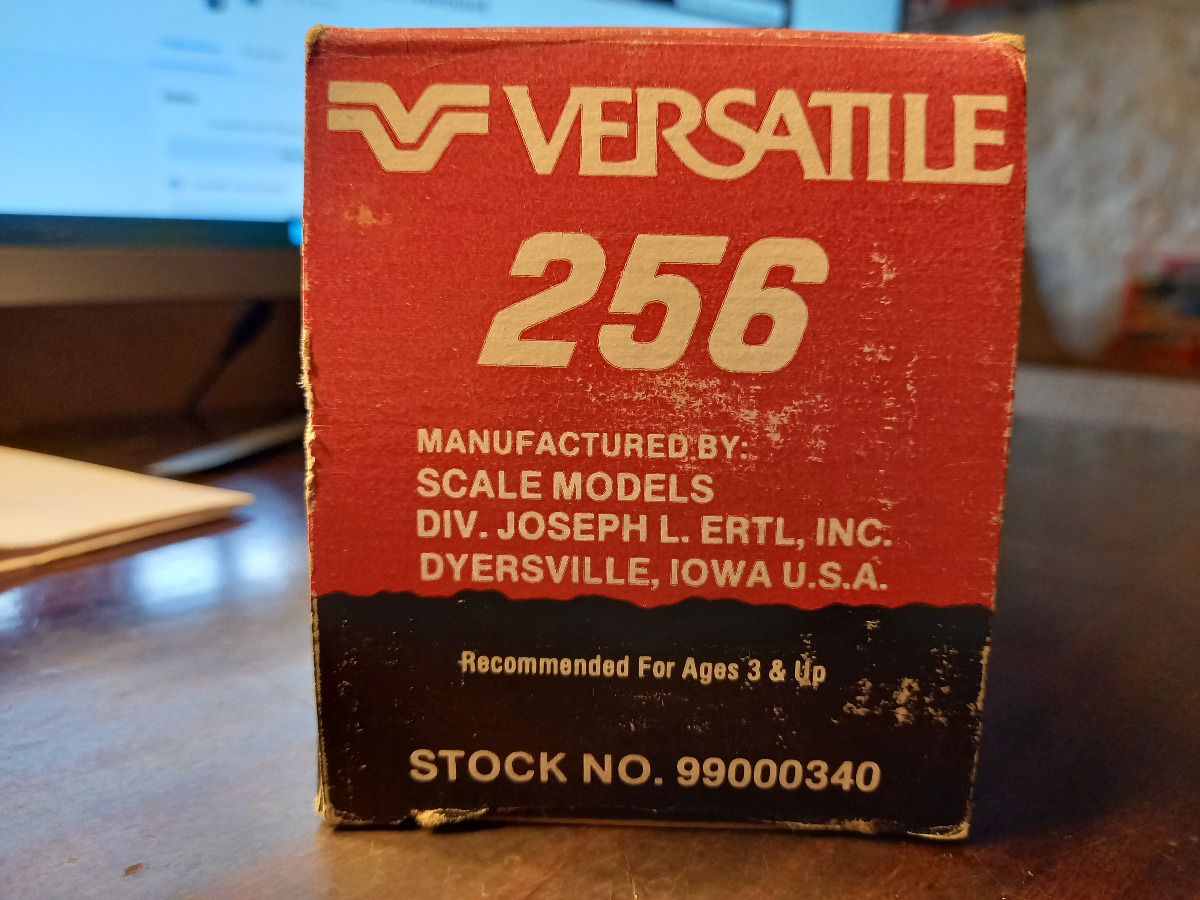 VERSATILE
256
MANUFACTURED BY:
SCALE MODELS
DIV. JOSEPH L. ERTL, INC.
DYERSVILLE, IOWA U.S.A.
Recommended For Ages 3 & Up
STOCK NO. 99000340